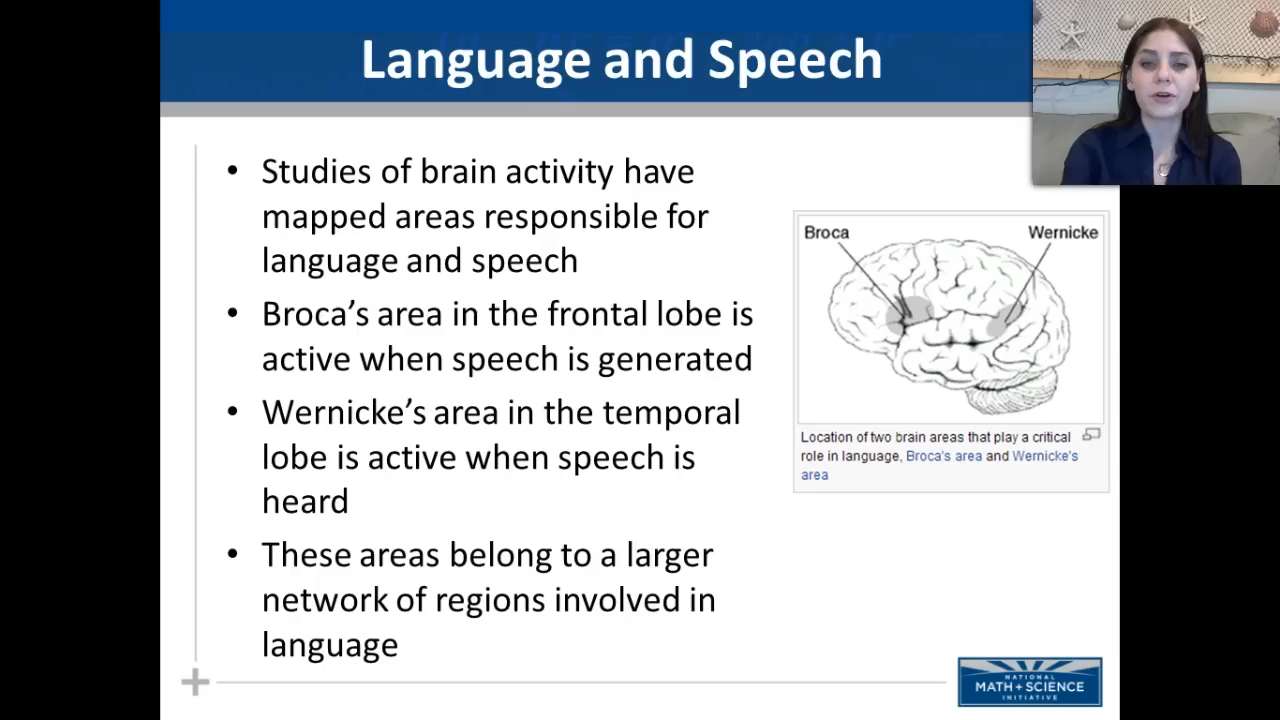 Language and Speech
• Studies of brain activity have
mapped areas responsible for
language and speech
• Broca’s area in the frontal lobe is
active when speech is generated
• Wernicke’s area in the temporal
lobe is active when speech is
heard
• These areas belong to a larger
network of regions involved in
language
Broca
Wernicke
Location of two brain areas that play a critical
role in language, Broca's area and Wernicke's
area
NATIONAL
MATH + SCIENCE
INITIATIVE